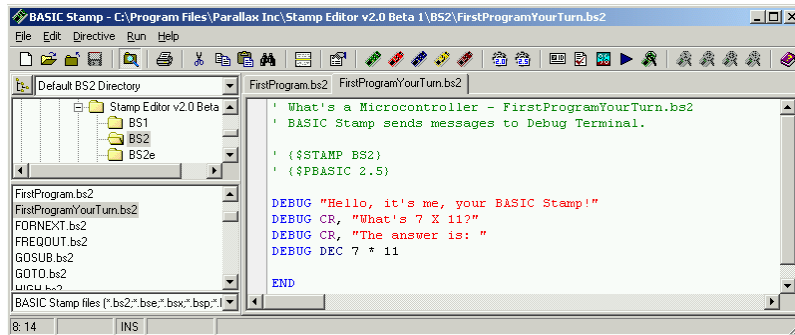 BASIC Stamp - C:\Program Files\Parallax Inc\Stamp Editor v2.0 Beta 1\BS2\FirstProgramYourTurn.bs2
File Edit Directive Run Help
Default BS2 Directory
Stamp Editor v2.0 Beta
BS1
BS2
BS2e
FirstProgram.bs2
FirstProgramYourTurn.bs2
FORNEXT.bs2
FREQOUT.bs2
GOSUB.bs2
GOTO.bs2
HIGH.bs2
BASIC Stamp files (*.bs2;*.bse;*.bsx;*.bsp;*.
FirstProgram.bs2 FirstProgramYourTurn.bs2
' What's a Microcontroller - FirstProgramYourTurn.bs2
' BASIC Stamp sends messages to Debug Terminal.
' {$STAMP BS2}
' {$PBASIC 2.5}
DEBUG "Hello, it's me, your BASIC Stamp!"
DEBUG CR, "What's 7 X 11?"
DEBUG CR, "The answer is: "
DEBUG DEC 7 * 11
END
8: 14 INS